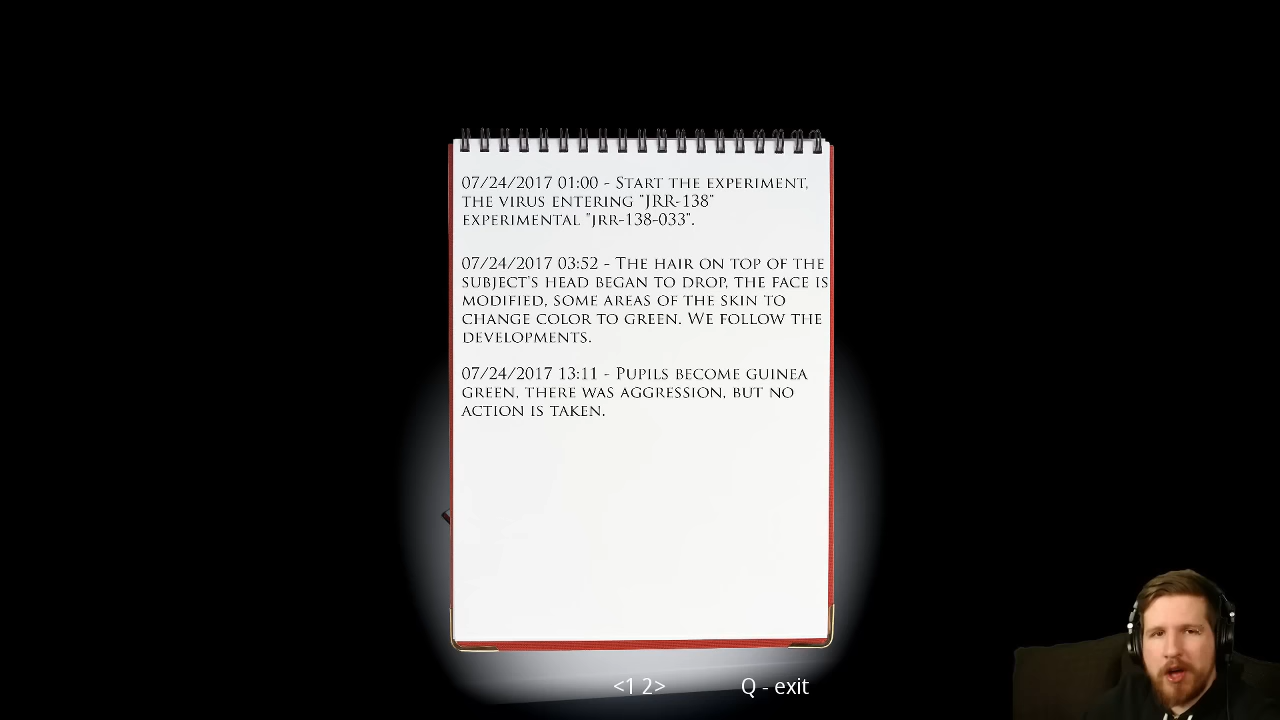 07/24/2017 01:00 - Start the experiment,
the virus entering "JRR-138"
experimental "jrr-138-033".
07/24/2017 03:52 - The hair on top of the
subject's head began to drop, the face is
modified, some areas of the skin to
change color to green. We follow the
developments.
07/24/2017 13:11 - Pupils become guinea
green, there was aggression, but no
action is taken.
<1 2> Q - exit